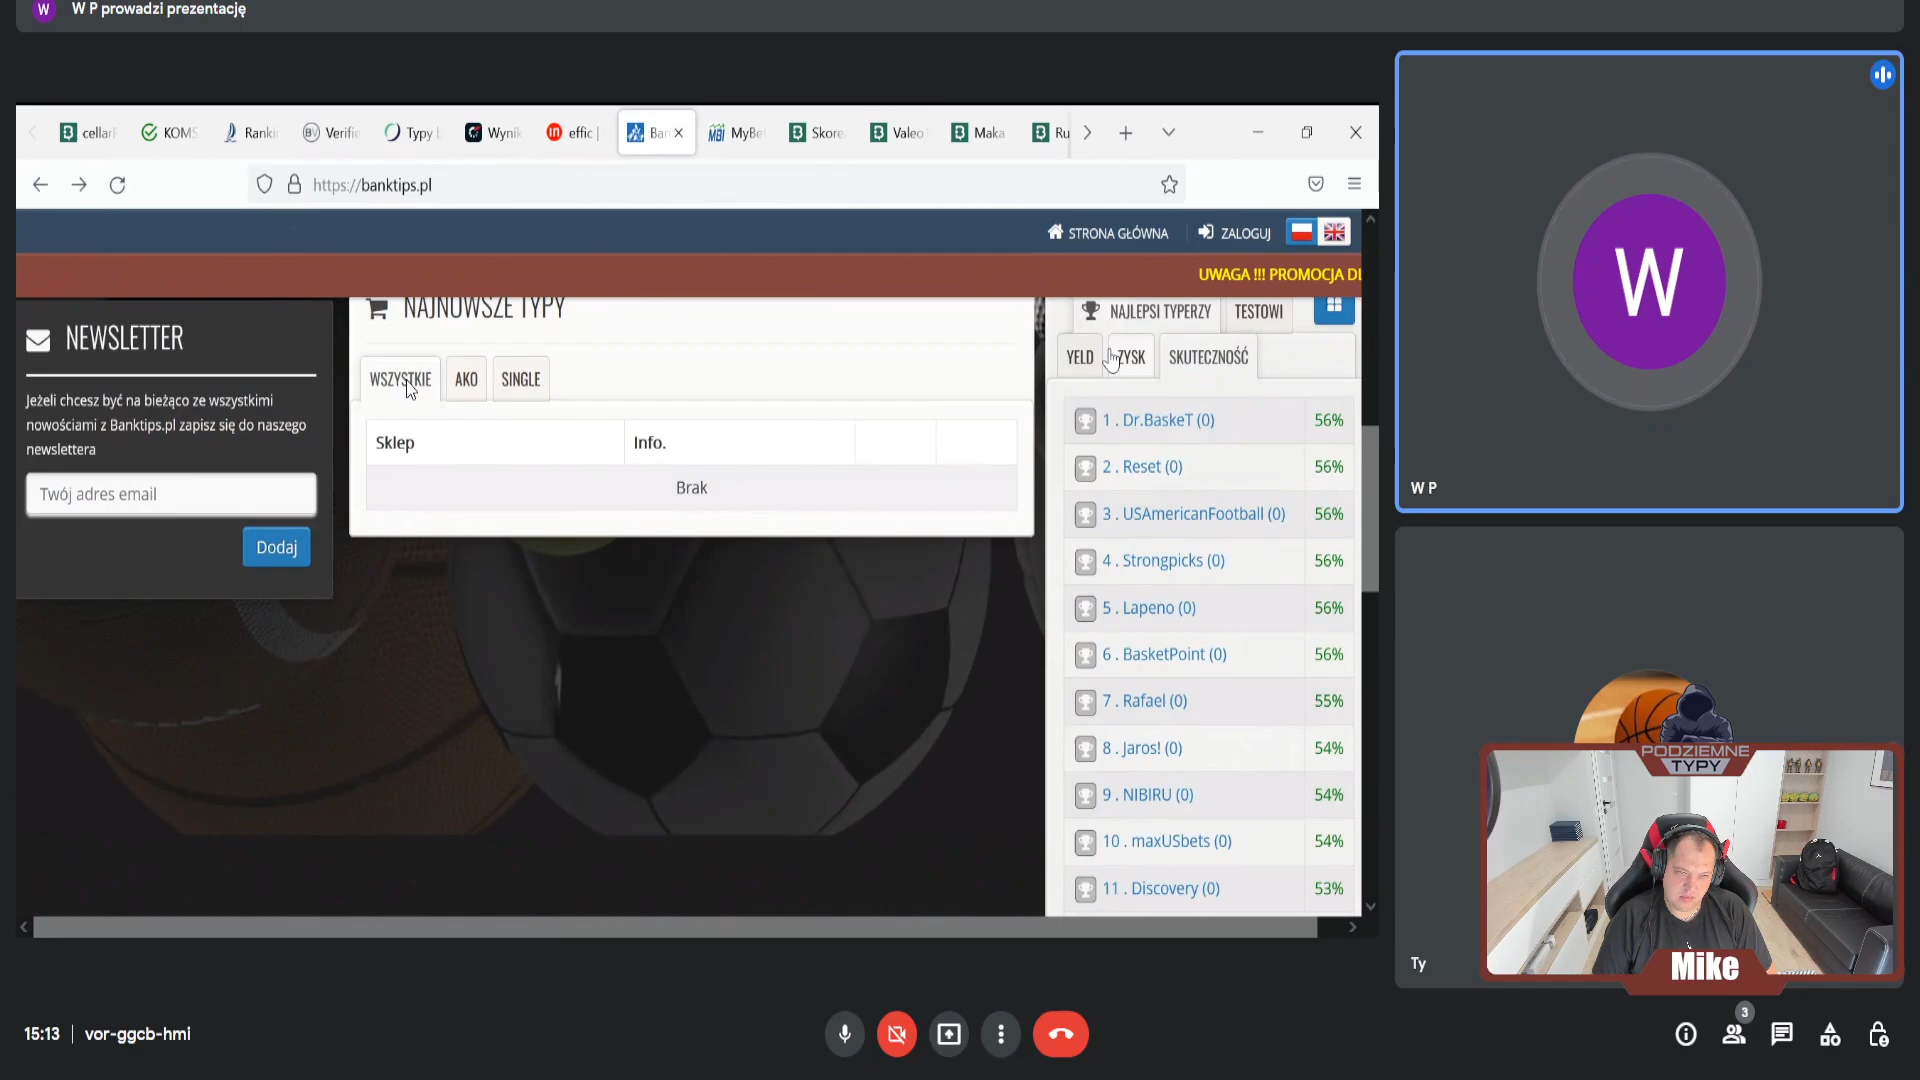 W
W P prowadzi prezentację
cellarF
KOMS
Rankin
Verifie
Typy b
Wynik
effic |
Ban
MyBe
Skore
Valeo
Maka
Ru
https://banktips.pl
STRONA GŁÓWNA
ZALOGUJ
UWAGA !!! PROMOCJA DL
NEWSLETTER
Jeżeli chcesz być na bieżąco ze wszystkimi
nowościami z Banktips.pl zapisz się do naszego
newslettera
Twój adres email
Dodaj
NAJNOWSZE TYPY
WSZYSTKIE
AKO
SINGLE
Sklep
Info.
Brak
NAJLEPSI TYPERZY
TESTOWI
YELD
ZYSK
SKUTECZNOŚĆ
1 . Dr.BaskeT (0) 56%
2 . Reset (0) 56%
3 . USAmericanFootball (0) 56%
4 . Strongpicks (0) 56%
5 . Lapeno (0) 56%
6 . BasketPoint (0) 56%
7 . Rafael (0) 55%
8 . Jaros! (0) 54%
9 . NIBIRU (0) 54%
10 . maxUSbets (0) 54%
11 . Discovery (0) 53%
W
W P
PODZIEMNE
TYPY
Ty
Mike
15:13 | vor-ggcb-hmi
3